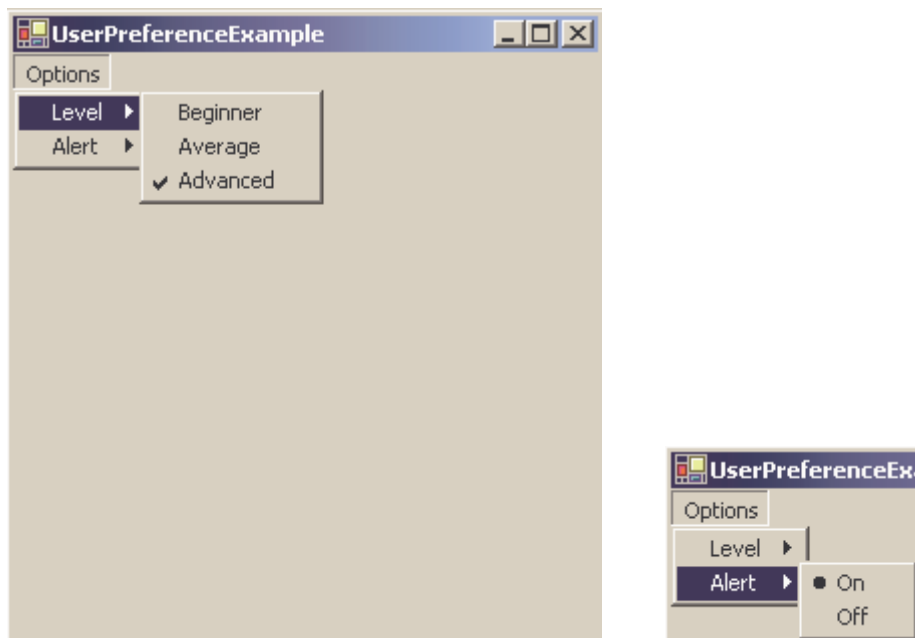 UserPreferenceExample
Options
Level
Beginner
Alert
Average
Advanced
UserPreferenceEx
Options
Level
Alert
On
Off